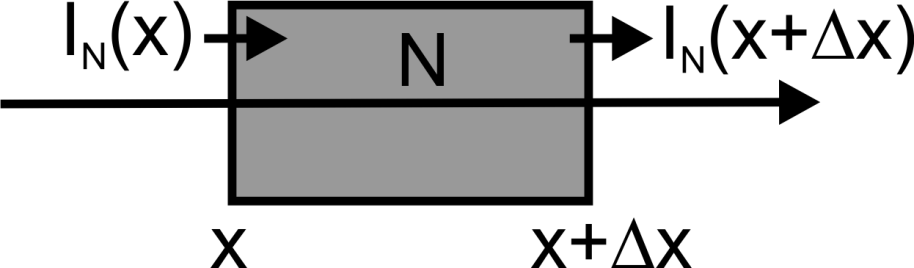 I_N(x) N I_N(x+Δx)
x x+Δx